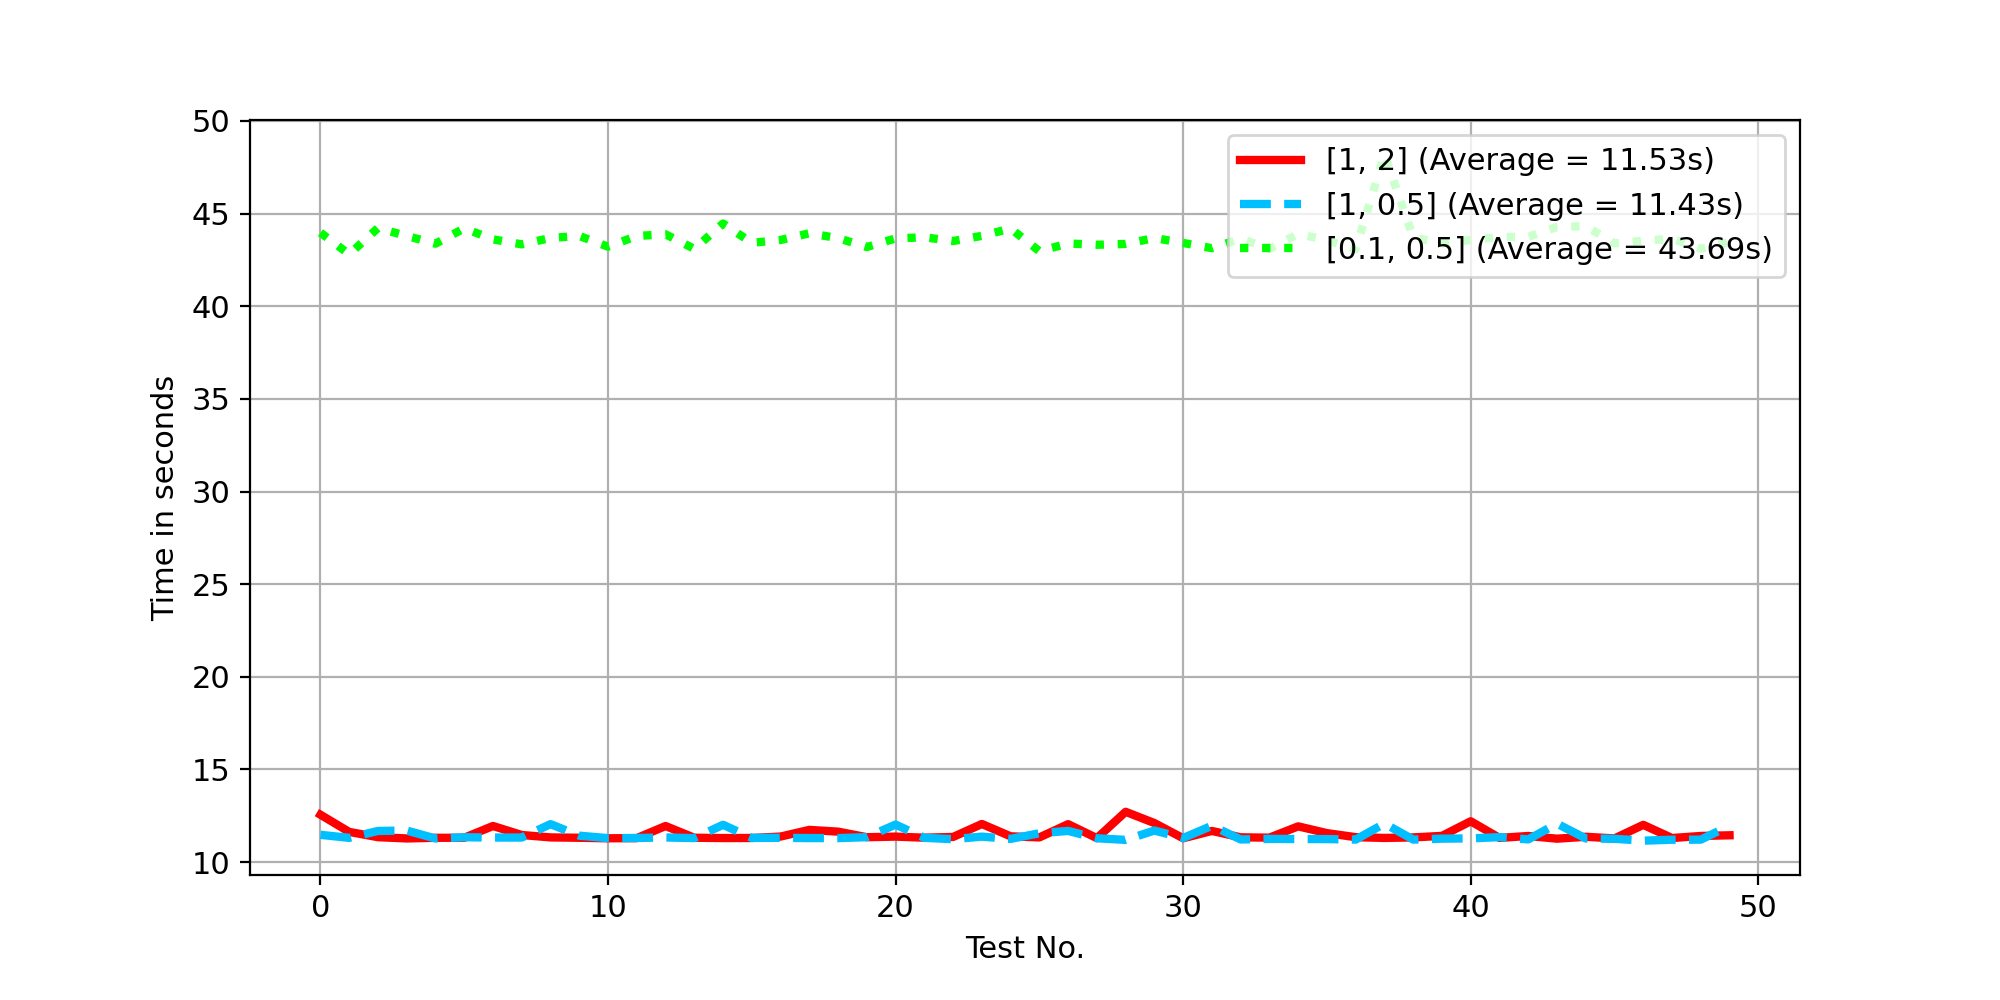 50
45
40
35
30
25
20
15
10
Time in seconds
[1, 2] (Average = 11.53s)
[1, 0.5] (Average = 11.43s)
[0.1, 0.5] (Average = 43.69s)
0 10 20 30 40 50
Test No.